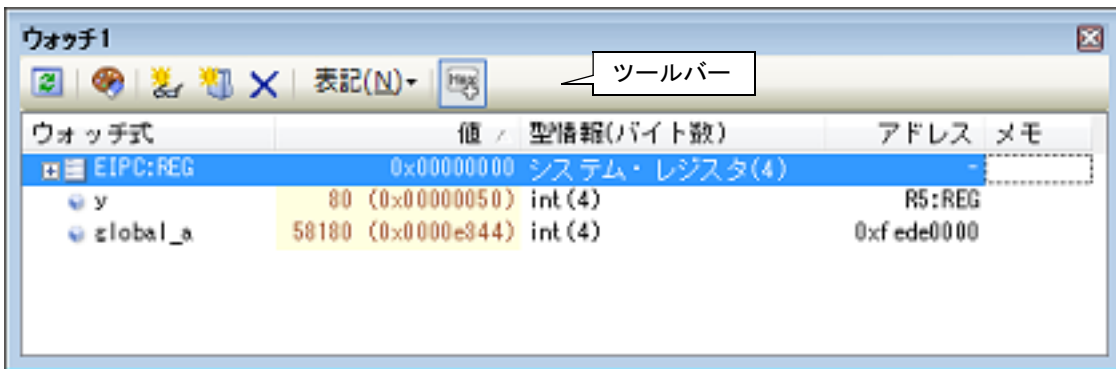 ウォッチ1
表記(N) Hex ツールバー
ウォッチ式 値 型情報(バイト数) アドレス メモ
EIPC:REG 0x00000000 システム・レジスタ(4) -
y 80 (0x00000050) int(4) R5:REG
global_a 58180 (0x0000e344) int(4) 0xfede0000